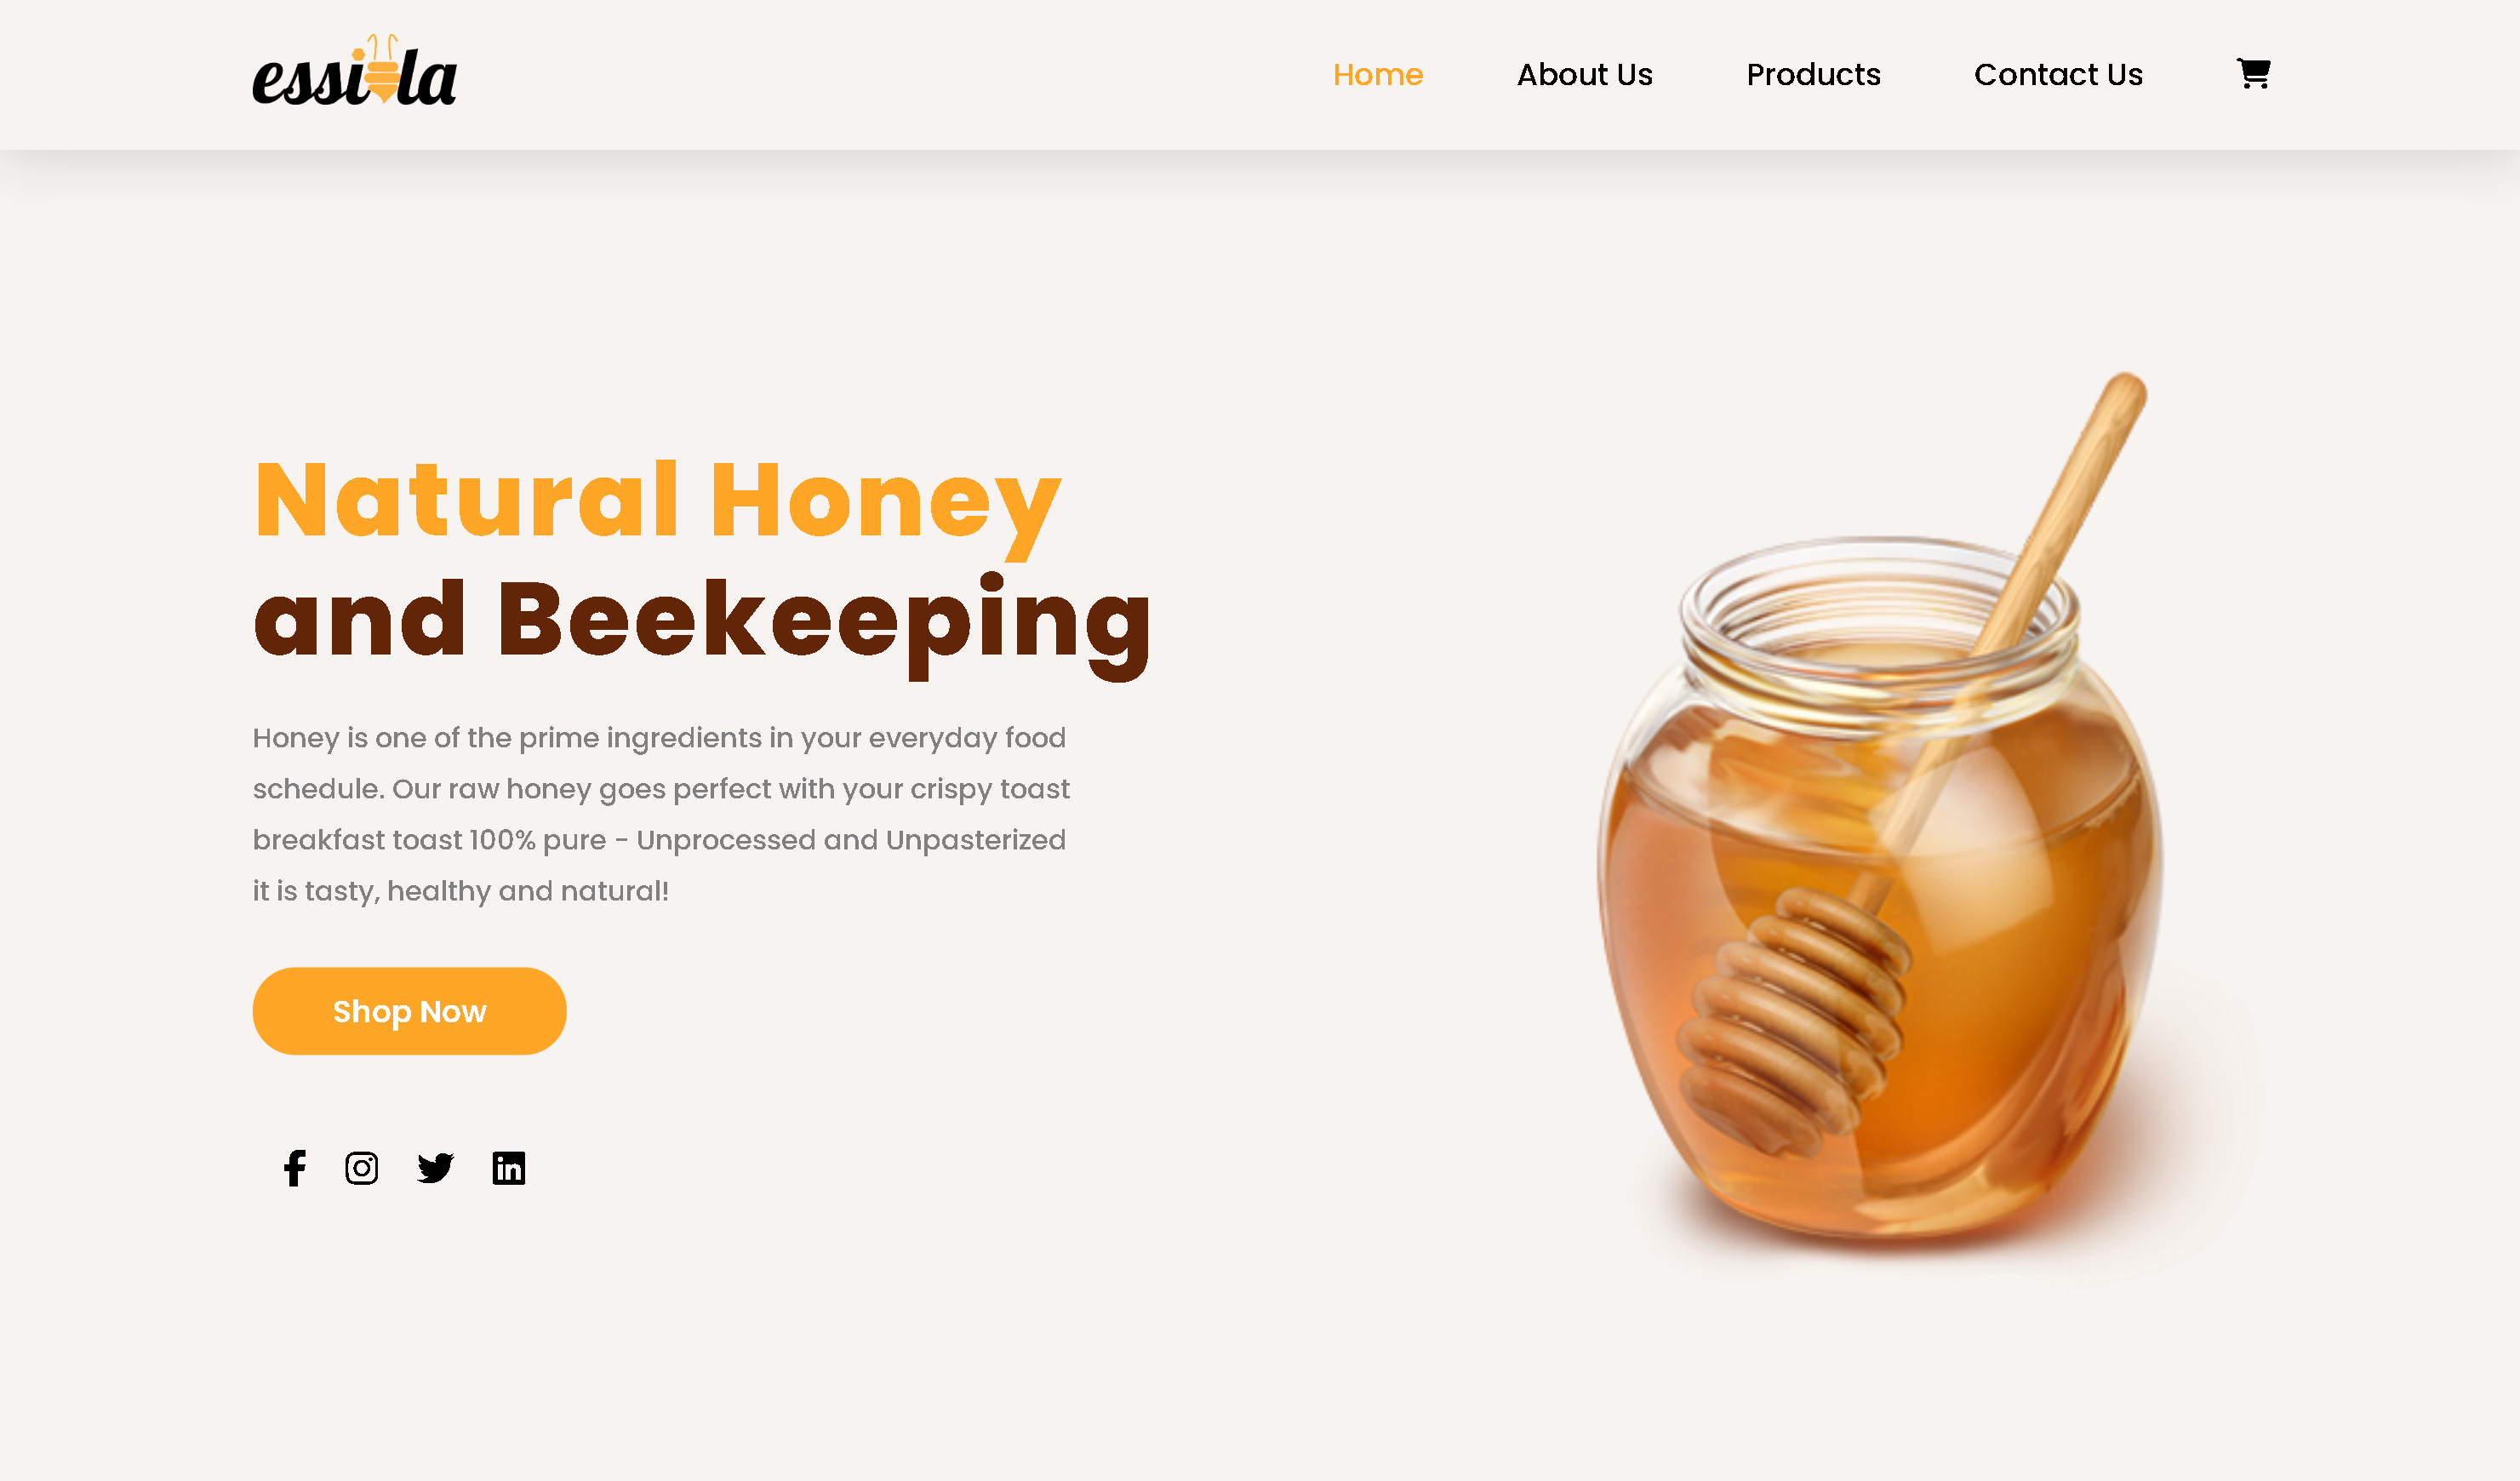 essiola
Home About Us Products Contact Us
Natural Honey
and Beekeeping
Honey is one of the prime ingredients in your everyday food
schedule. Our raw honey goes perfect with your crispy toast
breakfast toast 100% pure - Unprocessed and Unpasterized
it is tasty, healthy and natural!
Shop Now